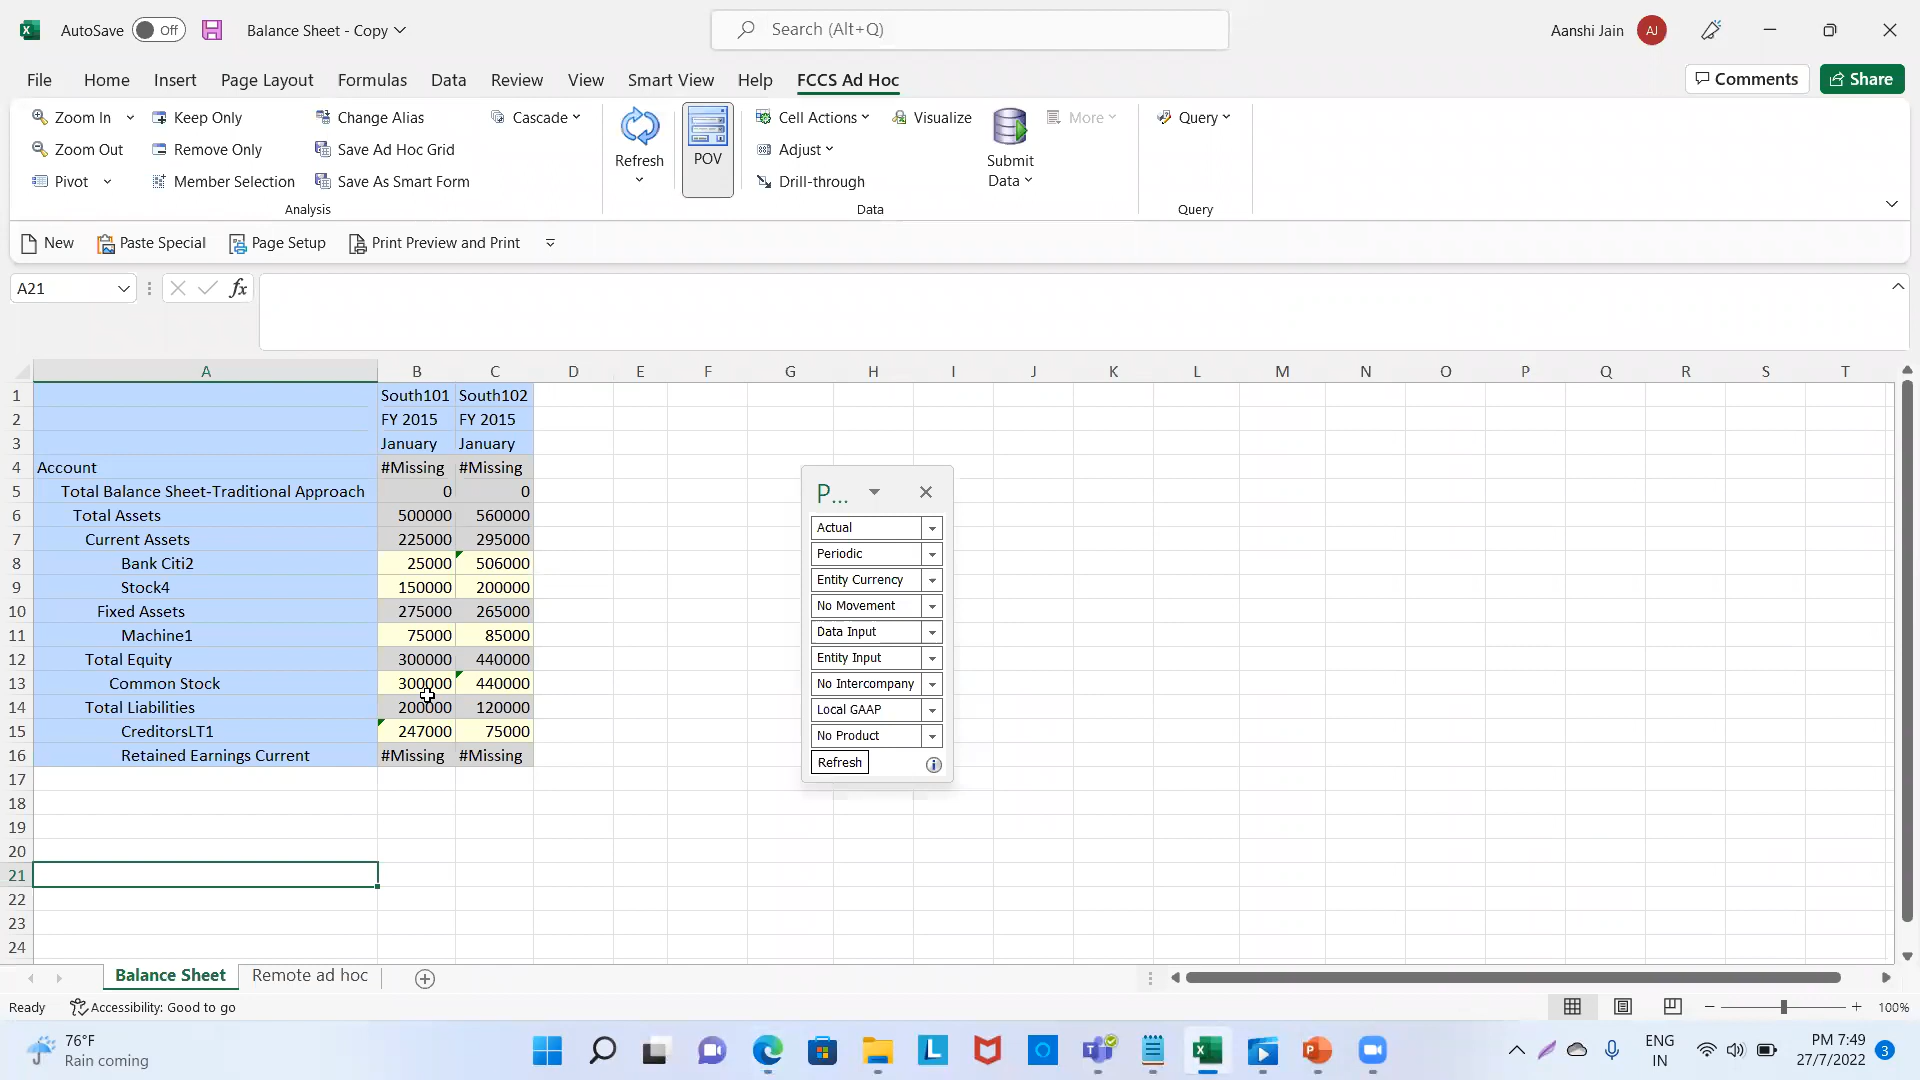 AutoSave Off Balance Sheet - Copy Search (Alt+Q) Aanshi Jain AJ
File Home Insert Page Layout Formulas Data Review View Smart View Help FCCS Ad Hoc Comments Share
Zoom In Keep Only Change Alias Cascade Cell Actions Visualize More Query
Zoom Out Remove Only Save Ad Hoc Grid Refresh POV Adjust Submit Data
Pivot Member Selection Save As Smart Form Drill-through
Analysis Data Query
New Paste Special Page Setup Print Preview and Print
A21 fx
A B C D E F G H I J K L M N O P Q R S T
1 South101 South102
2 FY 2015 FY 2015
3 January January
4 Account #Missing #Missing
5 Total Balance Sheet-Traditional Approach 0 0
6 Total Assets 500000 560000
7 Current Assets 225000 295000
8 Bank Citi2 25000 506000
9 Stock4 150000 200000
10 Fixed Assets 275000 265000
11 Machine1 75000 85000
12 Total Equity 300000 440000
13 Common Stock 300000 440000
14 Total Liabilities 200000 120000
15 CreditorsLT1 247000 75000
16 Retained Earnings Current #Missing #Missing
17
18
19
20
21
22
23
24
P...
Actual
Periodic
Entity Currency
No Movement
Data Input
Entity Input
No Intercompany
Local GAAP
No Product
Refresh
Balance Sheet Remote ad hoc
Ready Accessibility: Good to go 100%
76°F
Rain coming
ENG
IN
PM 7:49
27/7/2022
3